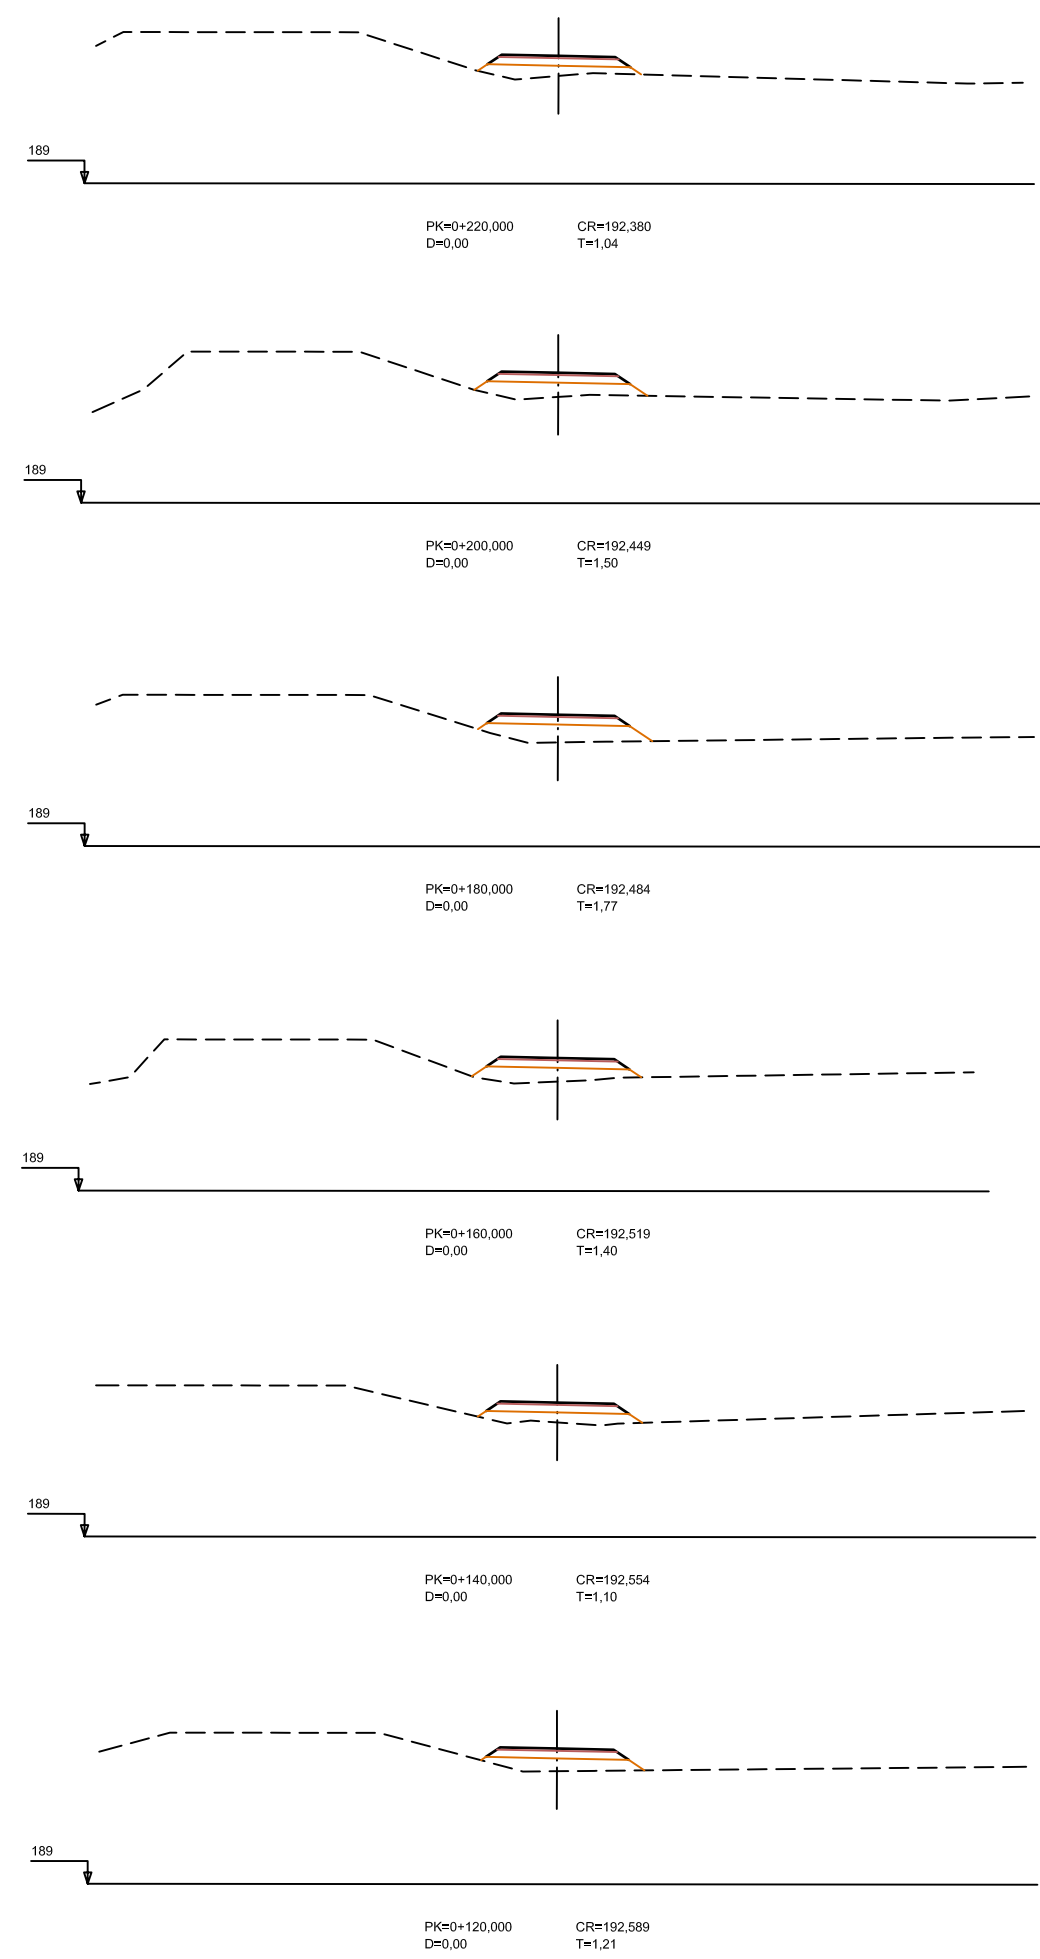 189
PK=0+220,000 CR=192,380
D=0,00 T=1,04
189
PK=0+200,000 CR=192,449
D=0,00 T=1,50
189
PK=0+180,000 CR=192,484
D=0,00 T=1,77
189
PK=0+160,000 CR=192,519
D=0,00 T=1,40
189
PK=0+140,000 CR=192,554
D=0,00 T=1,10
189
PK=0+120,000 CR=192,589
D=0,00 T=1,21